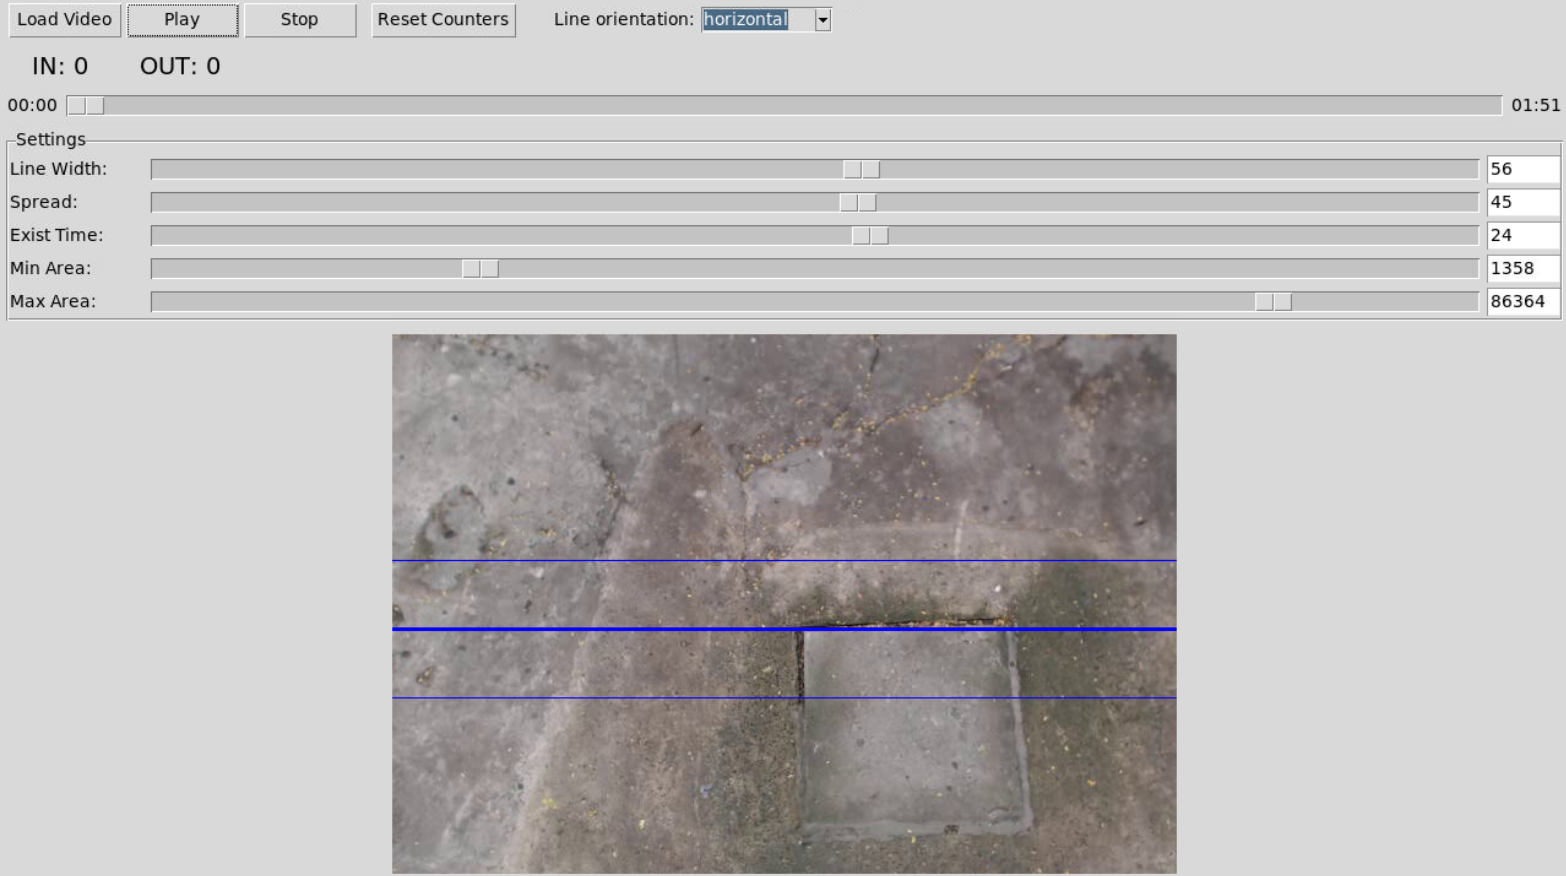 Load Video Play Stop Reset Counters Line orientation: horizontal
IN: 0 OUT: 0
00:00 01:51
Settings
Line Width: 56
Spread: 45
Exist Time: 24
Min Area: 1358
Max Area: 86364